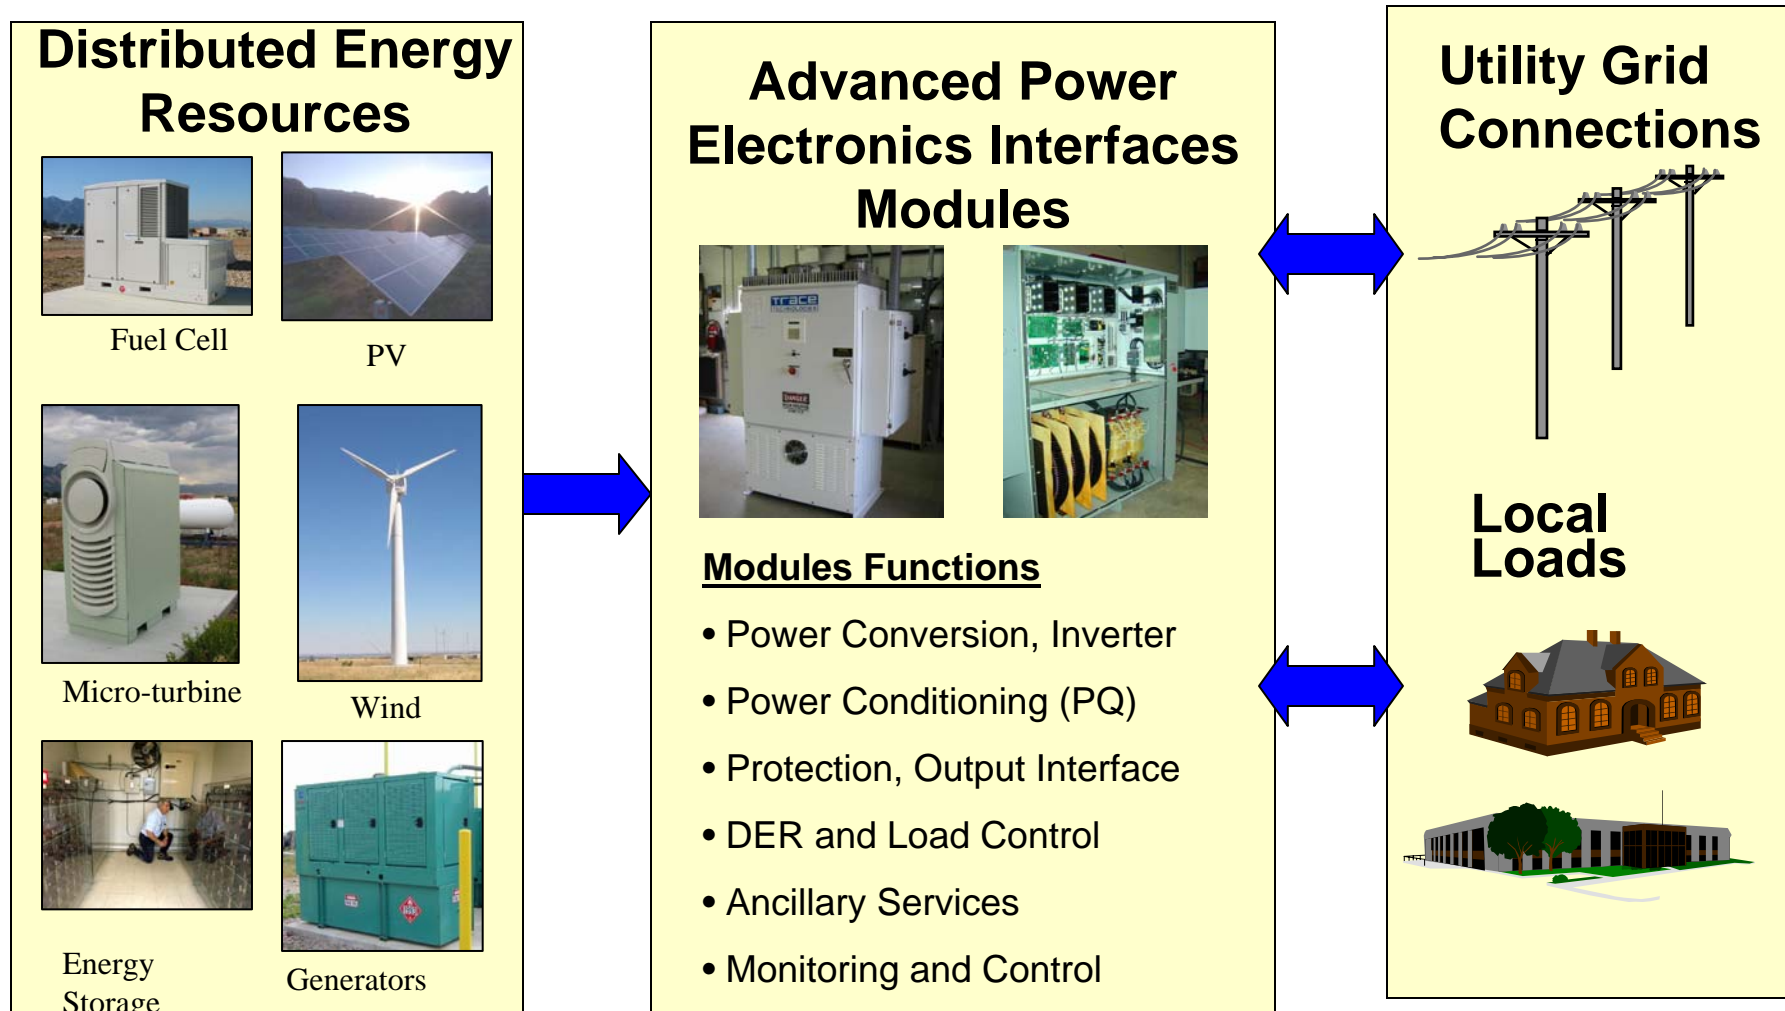 Distributed Energy
Resources
Fuel Cell
PV
Micro-turbine
Wind
Energy
Storage
Generators
Advanced Power
Electronics Interfaces
Modules
Trace
DANGER
Modules Functions
• Power Conversion, Inverter
• Power Conditioning (PQ)
• Protection, Output Interface
• DER and Load Control
• Ancillary Services
• Monitoring and Control
Utility Grid
Connections
Local
Loads